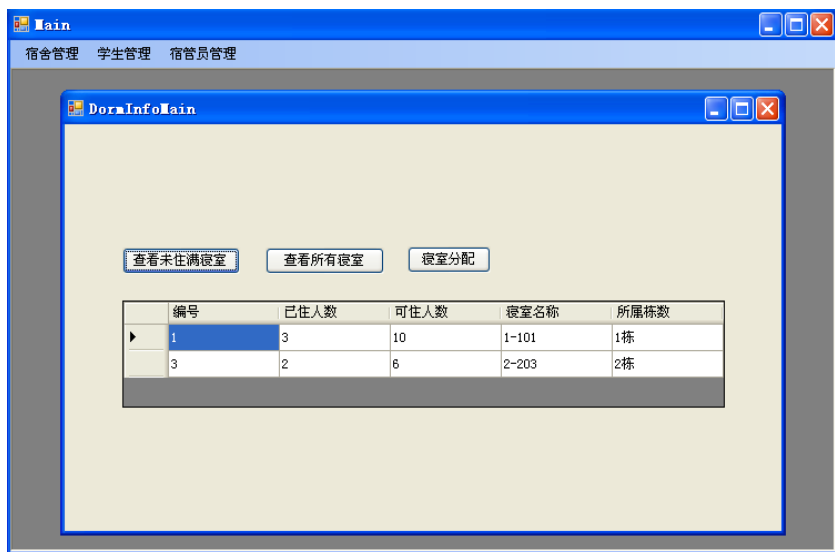 Main
宿舍管理 学生管理 宿管员管理
DormInfoMain
查看未住满寝室 查看所有寝室 寝室分配
编号 已住人数 可住人数 寝室名称 所属栋数
1 3 10 1-101 1栋
3 2 6 2-203 2栋